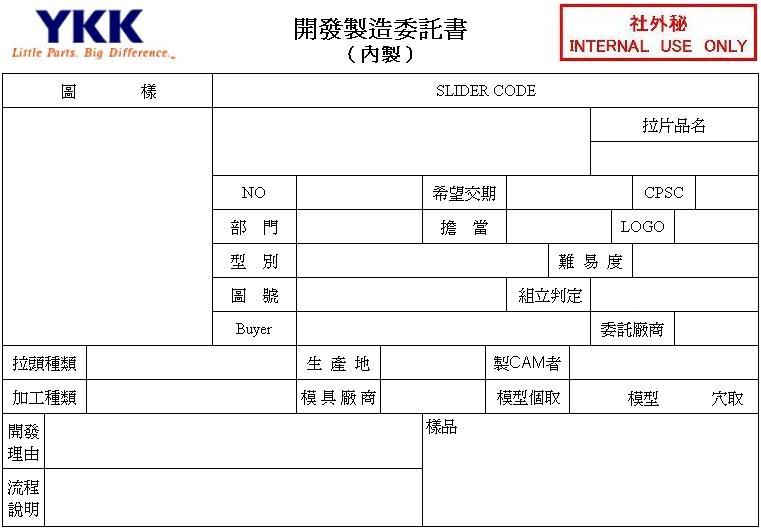 YKK
Little Parts. Big Difference.
開發製造委託書
(內製)
社外秘
INTERNAL USE ONLY
圖 樣
SLIDER CODE
拉片品名
NO
希望交期
CPSC
部 門
擔 當
LOGO
型 別
難 易 度
圖 號
組立判定
Buyer
委託廠商
拉頭種類
生 產 地
製CAM者
加工種類
模具廠商
模型個取
模型 穴取
開發
理由
樣品
流程
說明